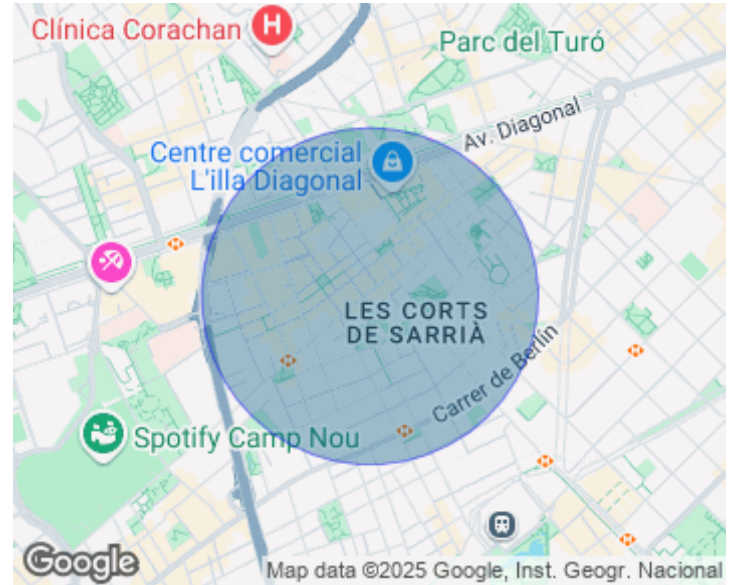 Clínica Corachan
H
Parc del Turó
Av. Diagonal
Centre comercial
L'illa Diagonal
LES CORTS
DE SARRIÀ
Carrer de Berlín
Spotify Camp Nou
Google
Map data ©2025 Google, Inst. Geogr. Nacional